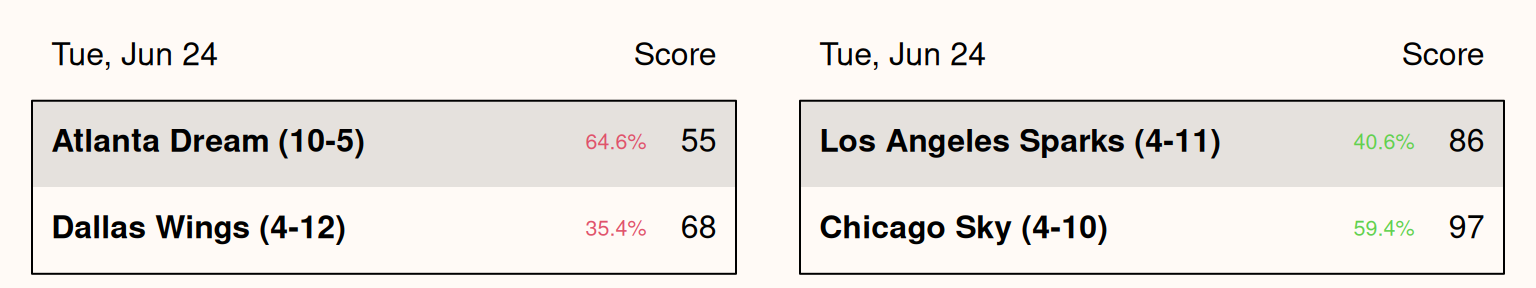 Tue, Jun 24 Score
Atlanta Dream (10-5) 64.6% 55
Dallas Wings (4-12) 35.4% 68
Tue, Jun 24 Score
Los Angeles Sparks (4-11) 40.6% 86
Chicago Sky (4-10) 59.4% 97